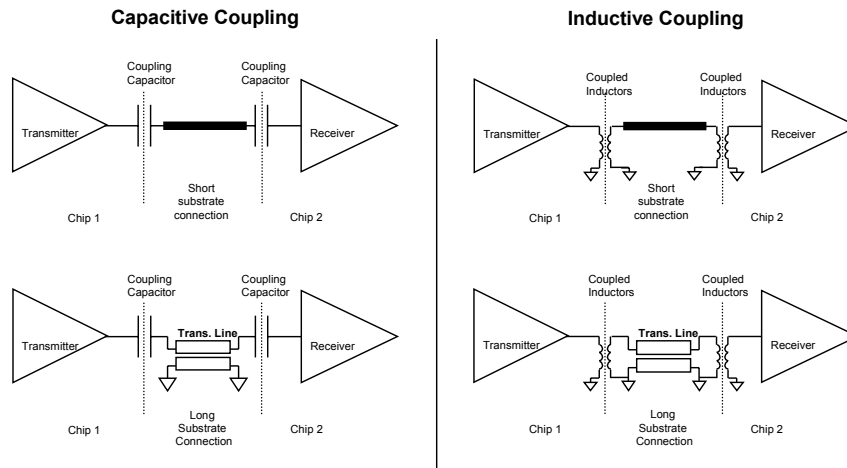 Capacitive Coupling
Coupling
Capacitor
Coupling
Capacitor
Transmitter
Receiver
Short
substrate
connection
Chip 1
Chip 2
Coupling
Capacitor
Coupling
Capacitor
Trans. Line
Transmitter
Receiver
Long
Substrate
Connection
Chip 1
Chip 2
Inductive Coupling
Coupled
Inductors
Coupled
Inductors
Transmitter
Receiver
Short
substrate
connection
Chip 1
Chip 2
Coupled
Inductors
Coupled
Inductors
Trans. Line
Transmitter
Receiver
Long
Substrate
Connection
Chip 1
Chip 2